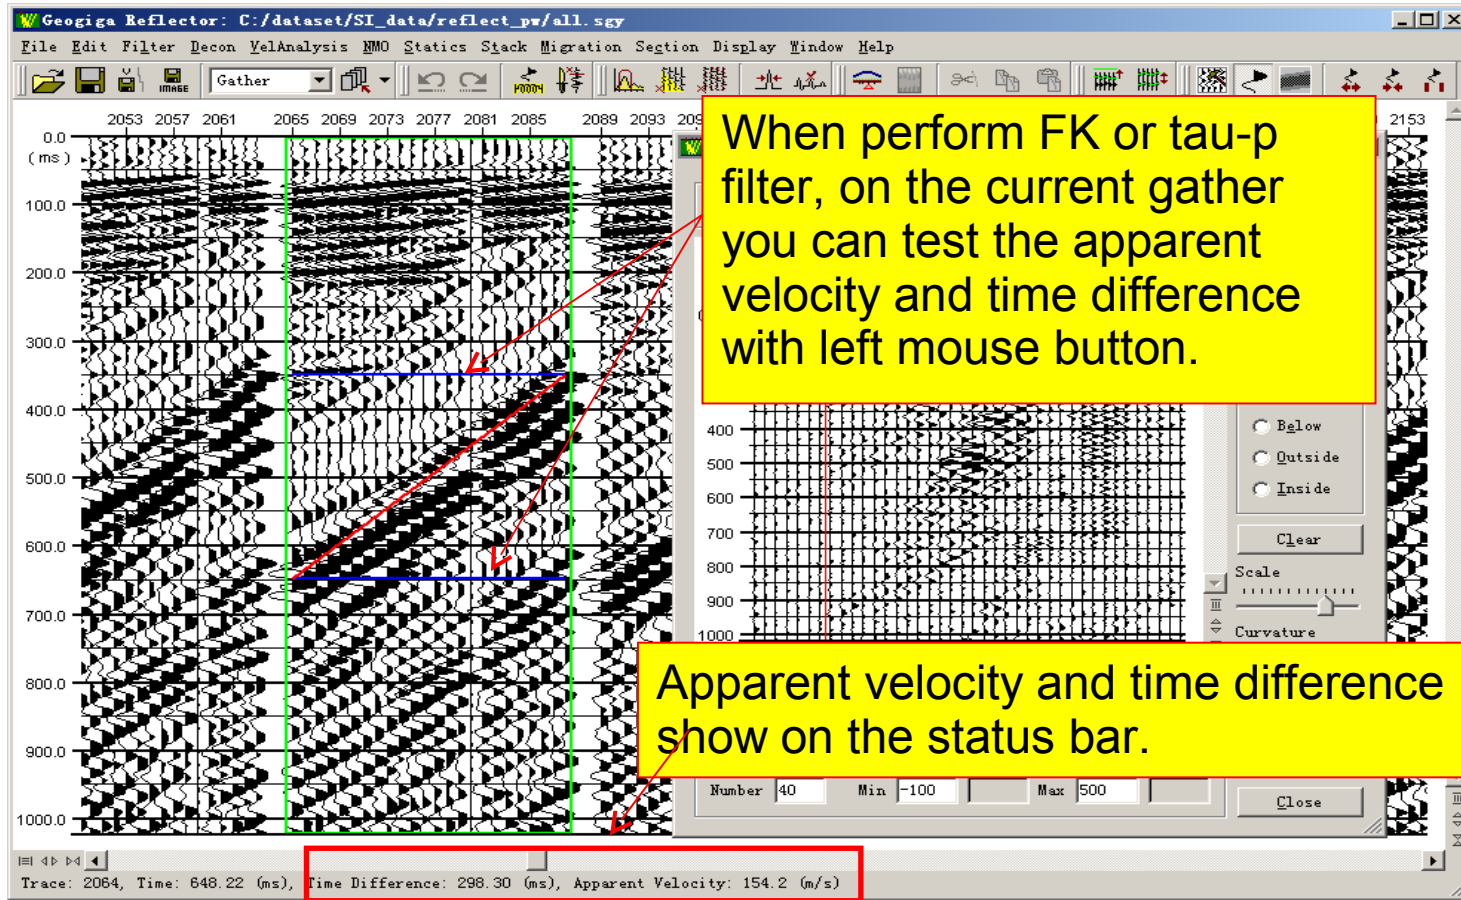 Geogiga Reflector: C:/dataset/SI_data/reflect_pw/all.sgy
File Edit Filter Decon VelAnalysis NMO Statics Stack Migration Section Display Window Help
IMAGE Gather
2053 2057 2061 2065 2069 2073 2077 2081 2085 2089 2093 2153
0.0
(ms)
100.0
200.0
300.0
400.0
500.0
600.0
700.0
800.0
900.0
1000.0
When perform FK or tau-p
filter, on the current gather
you can test the apparent
velocity and time difference
with left mouse button.
400
500
600
700
800
900
1000
Below
Outside
Inside
Clear
Scale
Curvature
Apparent velocity and time difference
show on the status bar.
Number 40 Min -100 Max 500
Close
Trace: 2064, Time: 648.22 (ms), Time Difference: 298.30 (ms), Apparent Velocity: 154.2 (m/s)